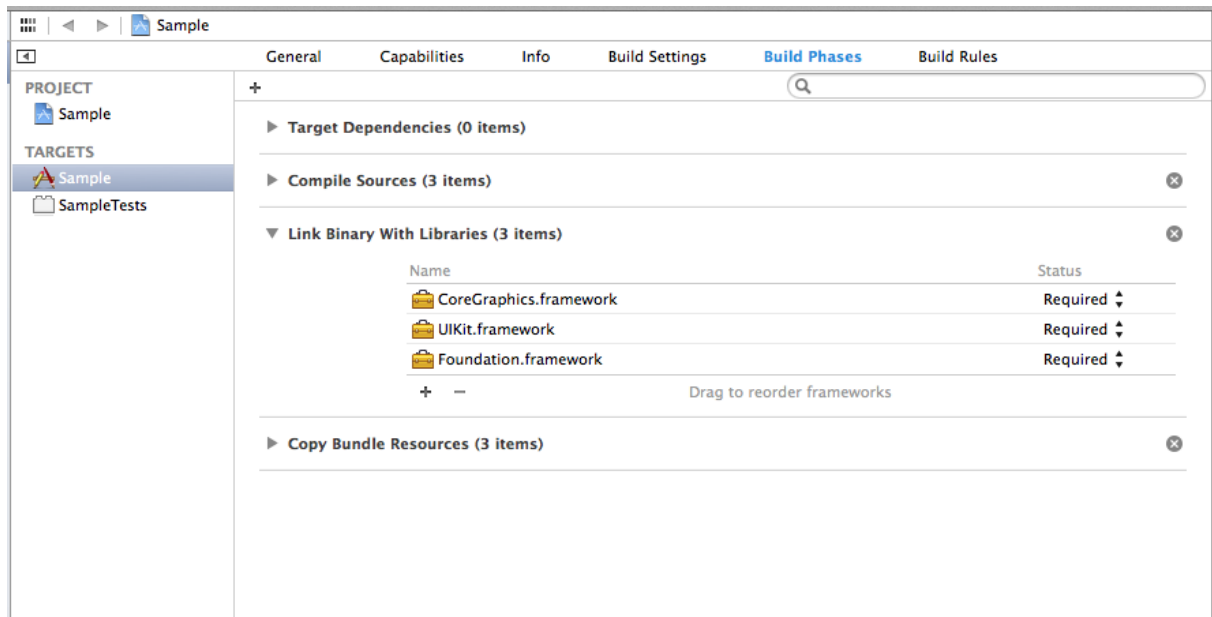 Sample
General Capabilities Info Build Settings Build Phases Build Rules
PROJECT
Sample
TARGETS
Sample
SampleTests
Target Dependencies (0 items)
Compile Sources (3 items)
Link Binary With Libraries (3 items)
Name Status
CoreGraphics.framework Required
UIKit.framework Required
Foundation.framework Required
Drag to reorder frameworks
Copy Bundle Resources (3 items)